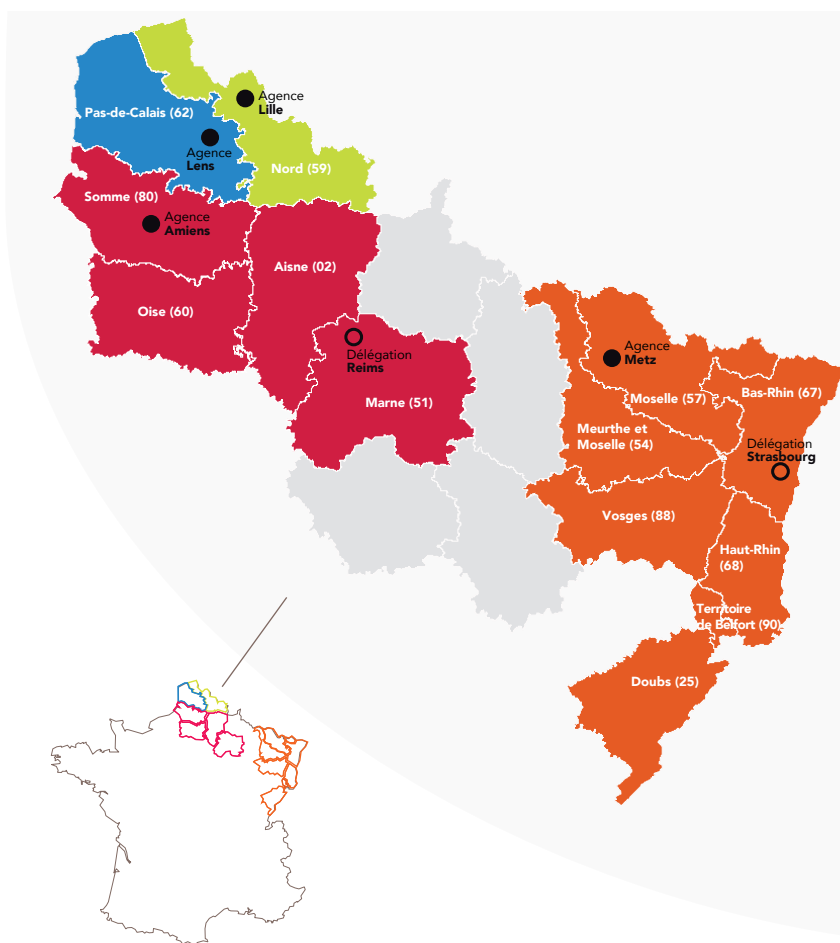 Agence
Lille
Pas-de-Calais (62)
Agence
Lens
Nord (59)
Somme (80)
Agence
Amiens
Aisne (02)
Oise (60)
Délégation
Reims
Marne (51)
Agence
Metz
Moselle (57)
Bas-Rhin (67)
Meurthe et
Moselle (54)
Délégation
Strasbourg
Vosges (88)
Haut-Rhin
(68)
Territoire
de Belfort (90)
Doubs (25)